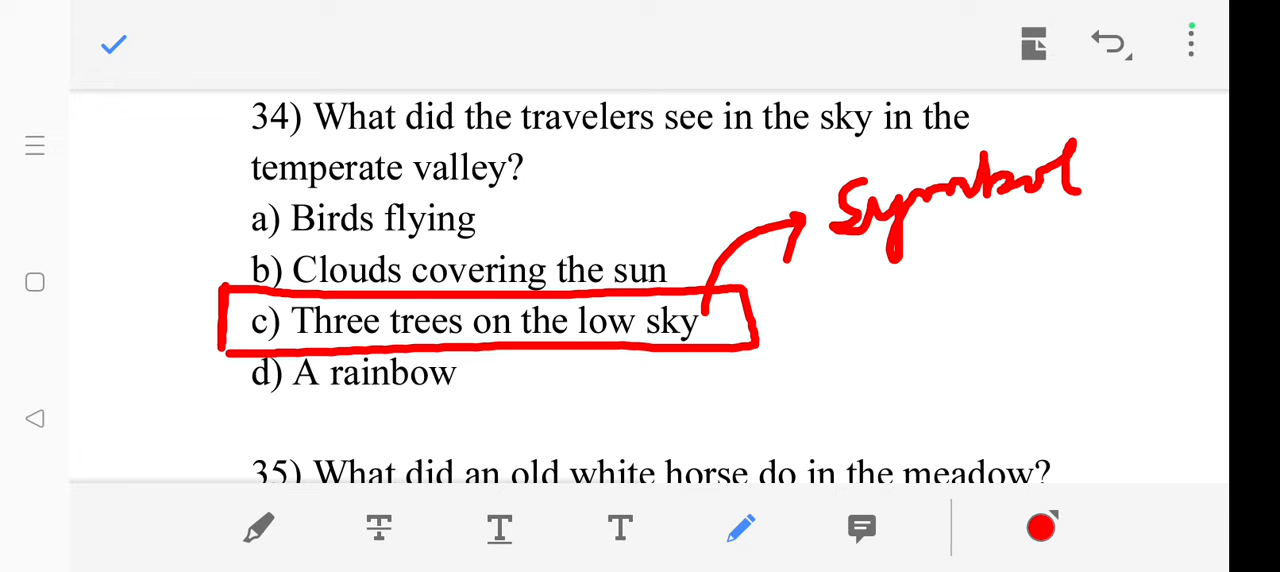 34) What did the travelers see in the sky in the
temperate valley?
Symbol
a) Birds flying
b) Clouds covering the sun
c) Three trees on the low sky
d) A rainbow
35) What did an old white horse do in the meadow?
T
T
T